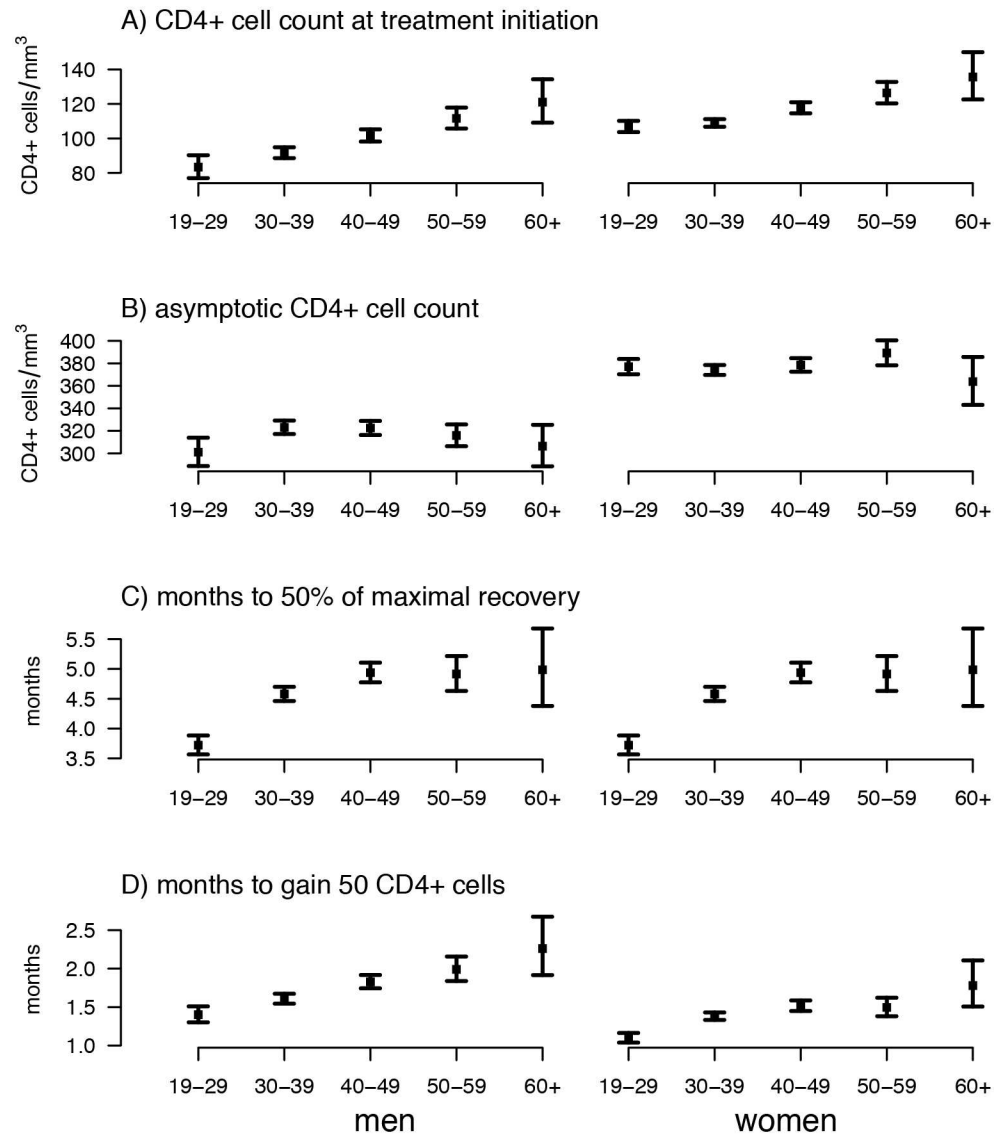 A) CD4+ cell count at treatment initiation
CD4+ cells/mm³
140
120
100
80
19–29 30–39 40–49 50–59 60+ 19–29 30–39 40–49 50–59 60+
B) asymptotic CD4+ cell count
CD4+ cells/mm³
400
380
360
340
320
300
19–29 30–39 40–49 50–59 60+ 19–29 30–39 40–49 50–59 60+
C) months to 50% of maximal recovery
months
5.5
5.0
4.5
4.0
3.5
19–29 30–39 40–49 50–59 60+ 19–29 30–39 40–49 50–59 60+
D) months to gain 50 CD4+ cells
months
2.5
2.0
1.5
1.0
19–29 30–39 40–49 50–59 60+ 19–29 30–39 40–49 50–59 60+
men women